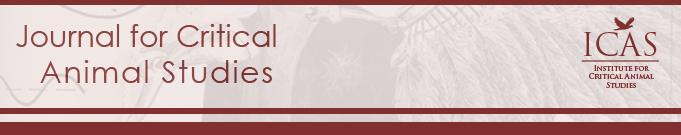 Journal for Critical
Animal Studies
ICAS
INSTITUTE FOR
CRITICAL ANIMAL
STUDIES